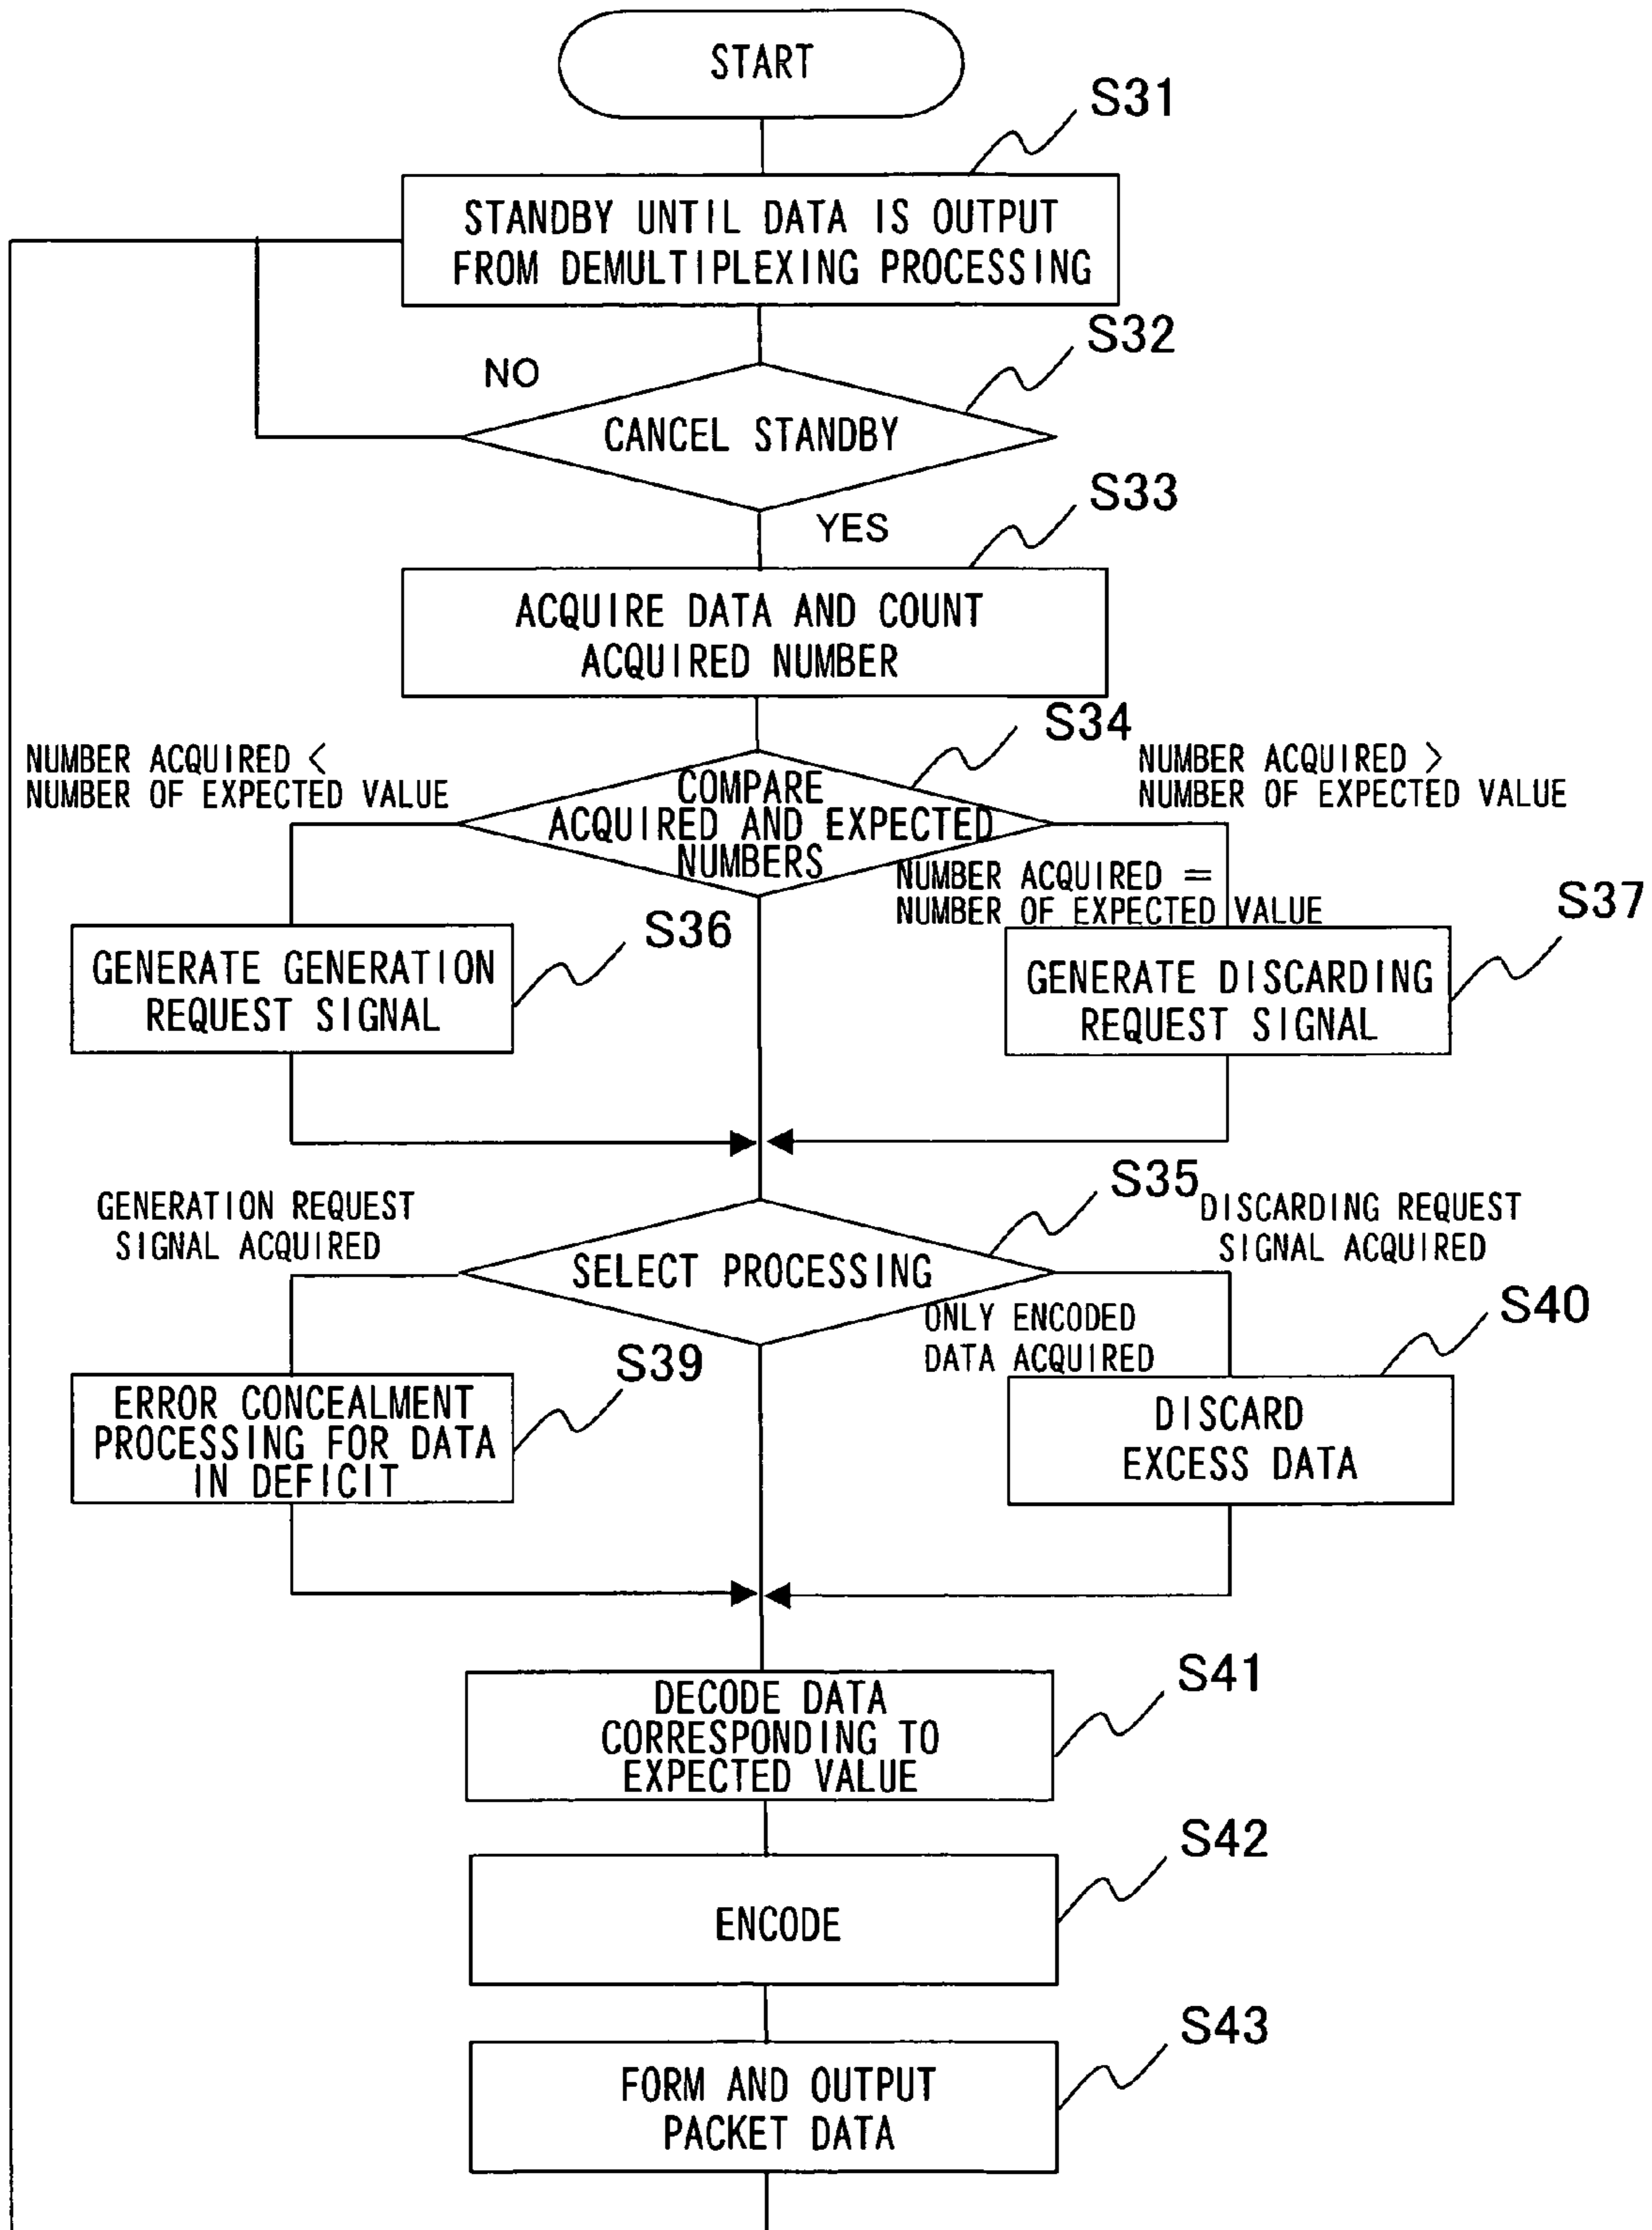 START
S31
STANDBY UNTIL DATA IS OUTPUT
FROM DEMULTIPLEXING PROCESSING
S32
NO
CANCEL STANDBY
S33
YES
ACQUIRE DATA AND COUNT
ACQUIRED NUMBER
S34
NUMBER ACQUIRED <
NUMBER OF EXPECTED VALUE
COMPARE
ACQUIRED AND EXPECTED
NUMBERS
NUMBER ACQUIRED >
NUMBER OF EXPECTED VALUE
NUMBER ACQUIRED =
NUMBER OF EXPECTED VALUE
S36
GENERATE GENERATION
REQUEST SIGNAL
S37
GENERATE DISCARDING
REQUEST SIGNAL
S35
GENERATION REQUEST
SIGNAL ACQUIRED
SELECT PROCESSING
DISCARDING REQUEST
SIGNAL ACQUIRED
ONLY ENCODED
DATA ACQUIRED
S39
ERROR CONCEALMENT
PROCESSING FOR DATA
IN DEFICIT
S40
DISCARD
EXCESS DATA
S41
DECODE DATA
CORRESPONDING TO
EXPECTED VALUE
S42
ENCODE
S43
FORM AND OUTPUT
PACKET DATA